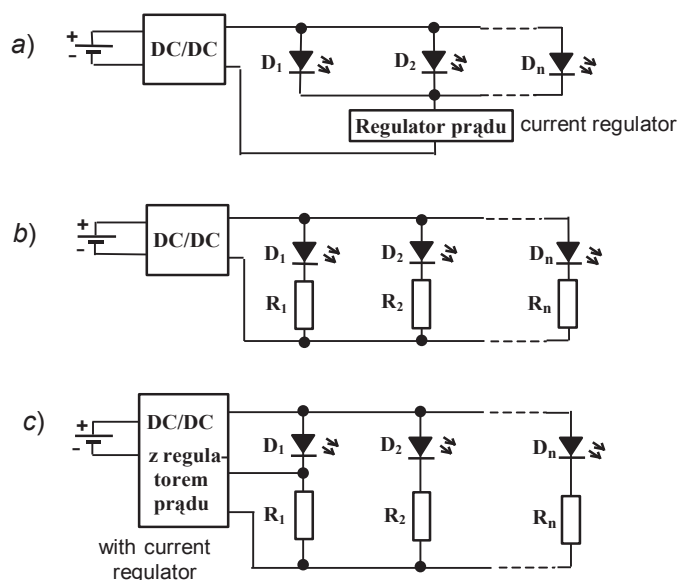 a)
+
-
DC/DC
D1
D2
Dn
Regulator prądu
current regulator
b)
+
-
DC/DC
D1
D2
Dn
R1
R2
Rn
c)
+
-
DC/DC
z regula-
torem
prądu
D1
D2
Dn
R1
R2
Rn
with current
regulator